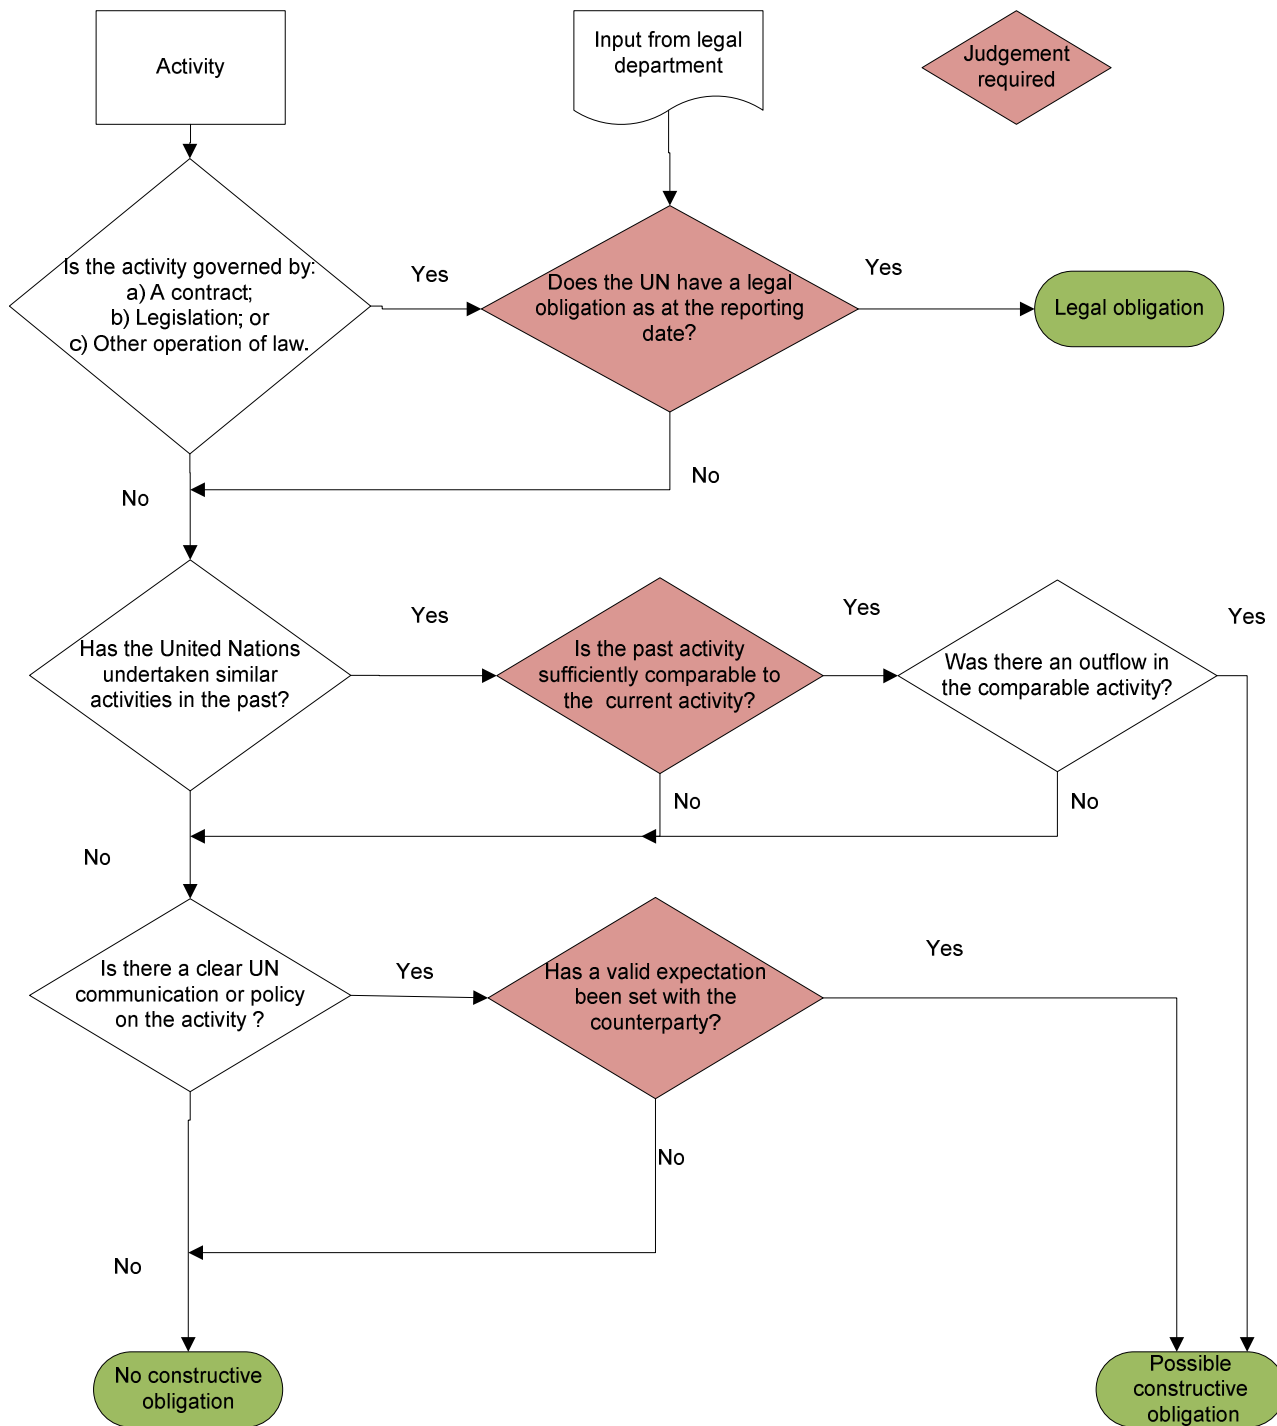 Activity
Input from legal
department
Judgement
required
Is the activity governed by:
a) A contract;
b) Legislation; or
c) Other operation of law.
Yes
Does the UN have a legal
obligation as at the reporting
date?
Yes
Legal obligation
No
No
Has the United Nations
undertaken similar
activities in the past?
Yes
Is the past activity
sufficiently comparable to
the current activity?
Yes
Was there an outflow in
the comparable activity?
Yes
No
No
No
Is there a clear UN
communication or policy
on the activity ?
Yes
Has a valid expectation
been set with the
counterparty?
Yes
No
No
No constructive
obligation
Possible
constructive
obligation